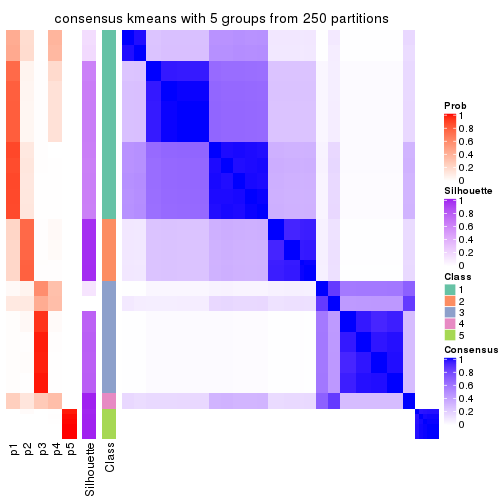 consensus kmeans with 5 groups from 250 partitions
Prob
1
0.8
0.6
0.4
0.2
0
Silhouette
1
0.8
0.6
0.4
0.2
0
Class
1
2
3
4
5
Consensus
1
0.8
0.6
0.4
0.2
0
p1
p2
p3
p4
p5
Silhouette
Class